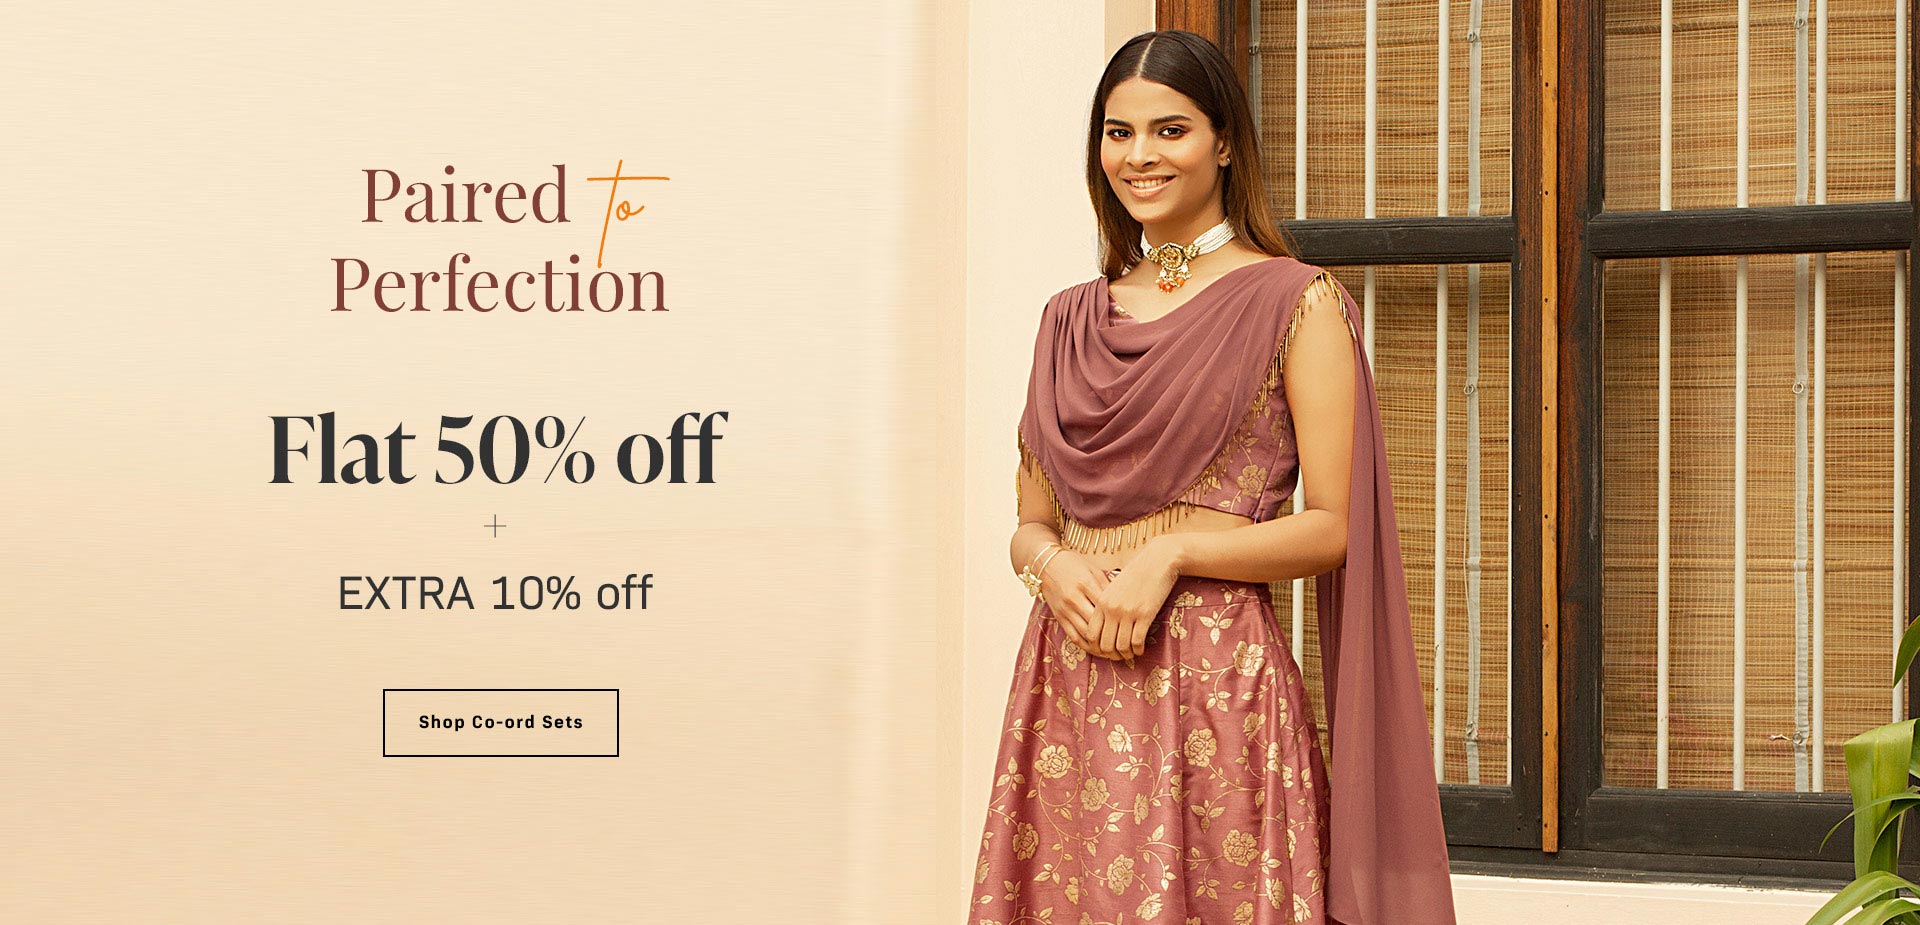 Paired to
Perfection
Flat 50% off
+
EXTRA 10% off
Shop Co-ord Sets